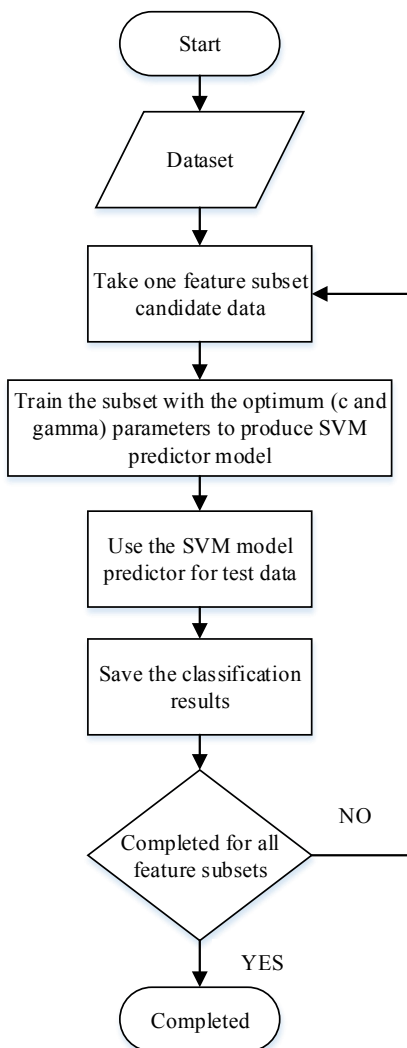 Start
Dataset
Take one feature subset
candidate data
Train the subset with the optimum (c and
gamma) parameters to produce SVM
predictor model
Use the SVM model
predictor for test data
Save the classification
results
Completed for all
feature subsets
NO
YES
Completed